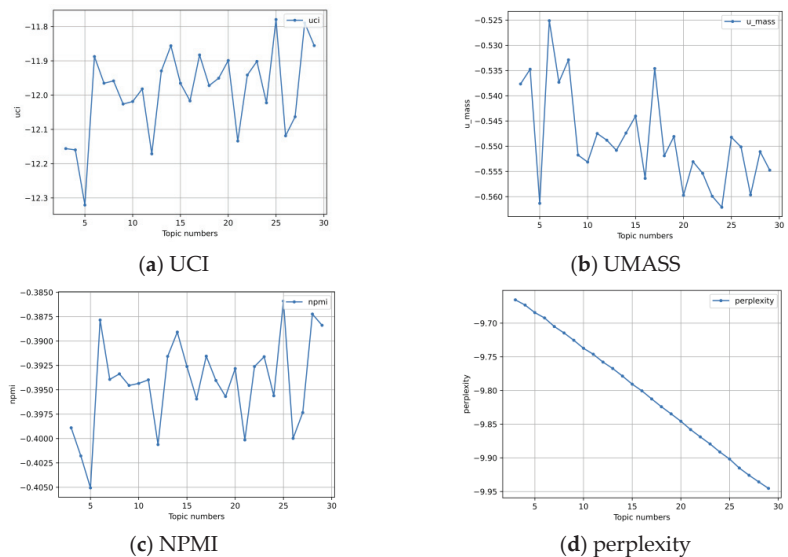 uci
−11.8
−11.9
−12.0
−12.1
−12.2
−12.3
uci
5 10 15 20 25 30
Topic numbers
(a) UCI
u_mass
−0.525
−0.530
−0.535
−0.540
−0.545
−0.550
−0.555
−0.560
u_mass
5 10 15 20 25 30
Topic numbers
(b) UMASS
npmi
−0.3850
−0.3875
−0.3900
−0.3925
−0.3950
−0.3975
−0.4000
−0.4025
−0.4050
npmi
5 10 15 20 25 30
Topic numbers
(c) NPMI
perplexity
−9.70
−9.75
−9.80
−9.85
−9.90
−9.95
perplexity
5 10 15 20 25 30
Topic numbers
(d) perplexity